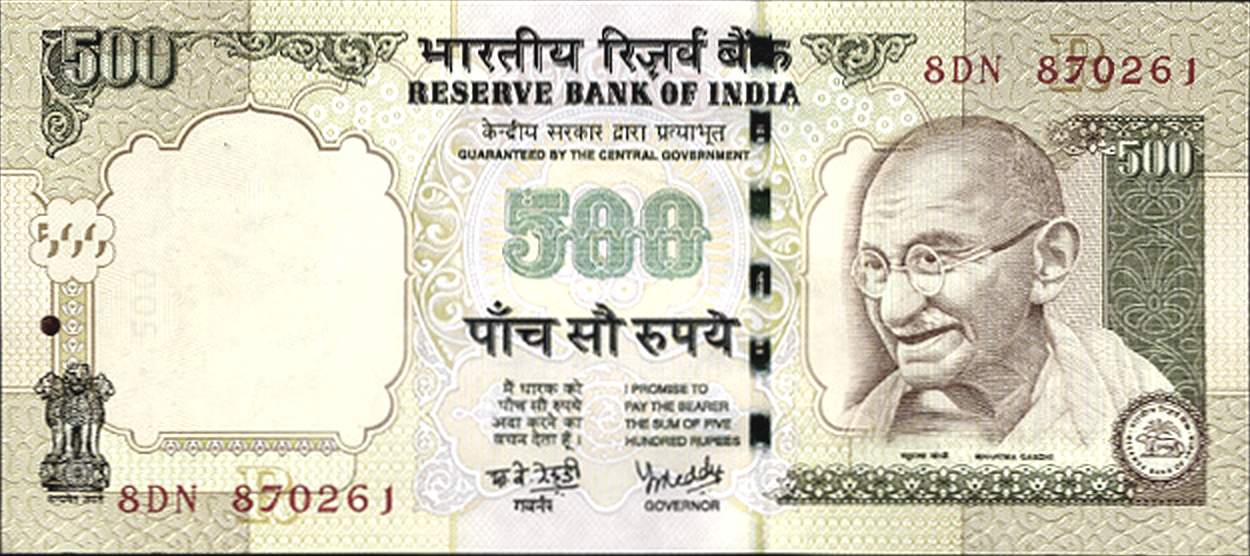 500
भारतीय रिज़र्व बैंक
RESERVE BANK OF INDIA
8DN 870261
केन्द्रीय सरकार द्वारा प्रत्याभूत
GUARANTEED BY THE CENTRAL GOVERNMENT
500
500
पाँच सौ रुपये
मैं धारक को
पाँच सौ रुपये
अदा करने का
वचन देता हूँ।
I PROMISE TO
PAY THE BEARER
THE SUM OF FIVE
HUNDRED RUPEES
गवर्नर
GOVERNOR
महात्मा गांधी
MAHATMA GANDHI
सत्यमेव जयते
8DN 870261